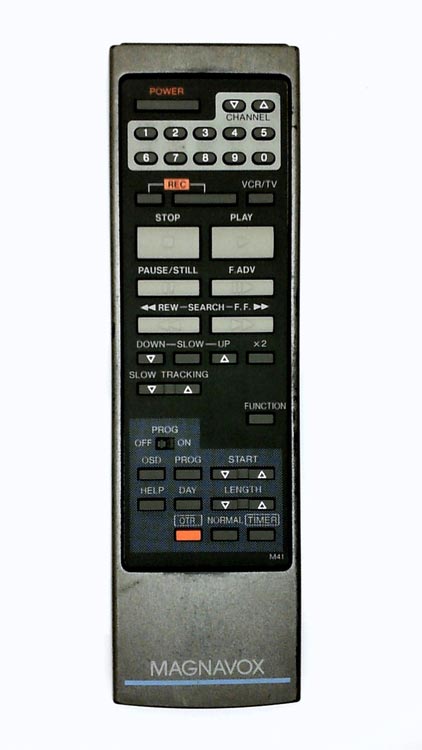 POWER
CHANNEL
1 2 3 4 5
6 7 8 9 0
REC VCR/TV
STOP PLAY
PAUSE/STILL F.ADV
REW—SEARCH—F.F.
DOWN—SLOW—UP ×2
SLOW TRACKING
FUNCTION
PROG
OFF ON
OSD PROG START
HELP DAY LENGTH
OTR NORMAL TIMER
M41
MAGNAVOX